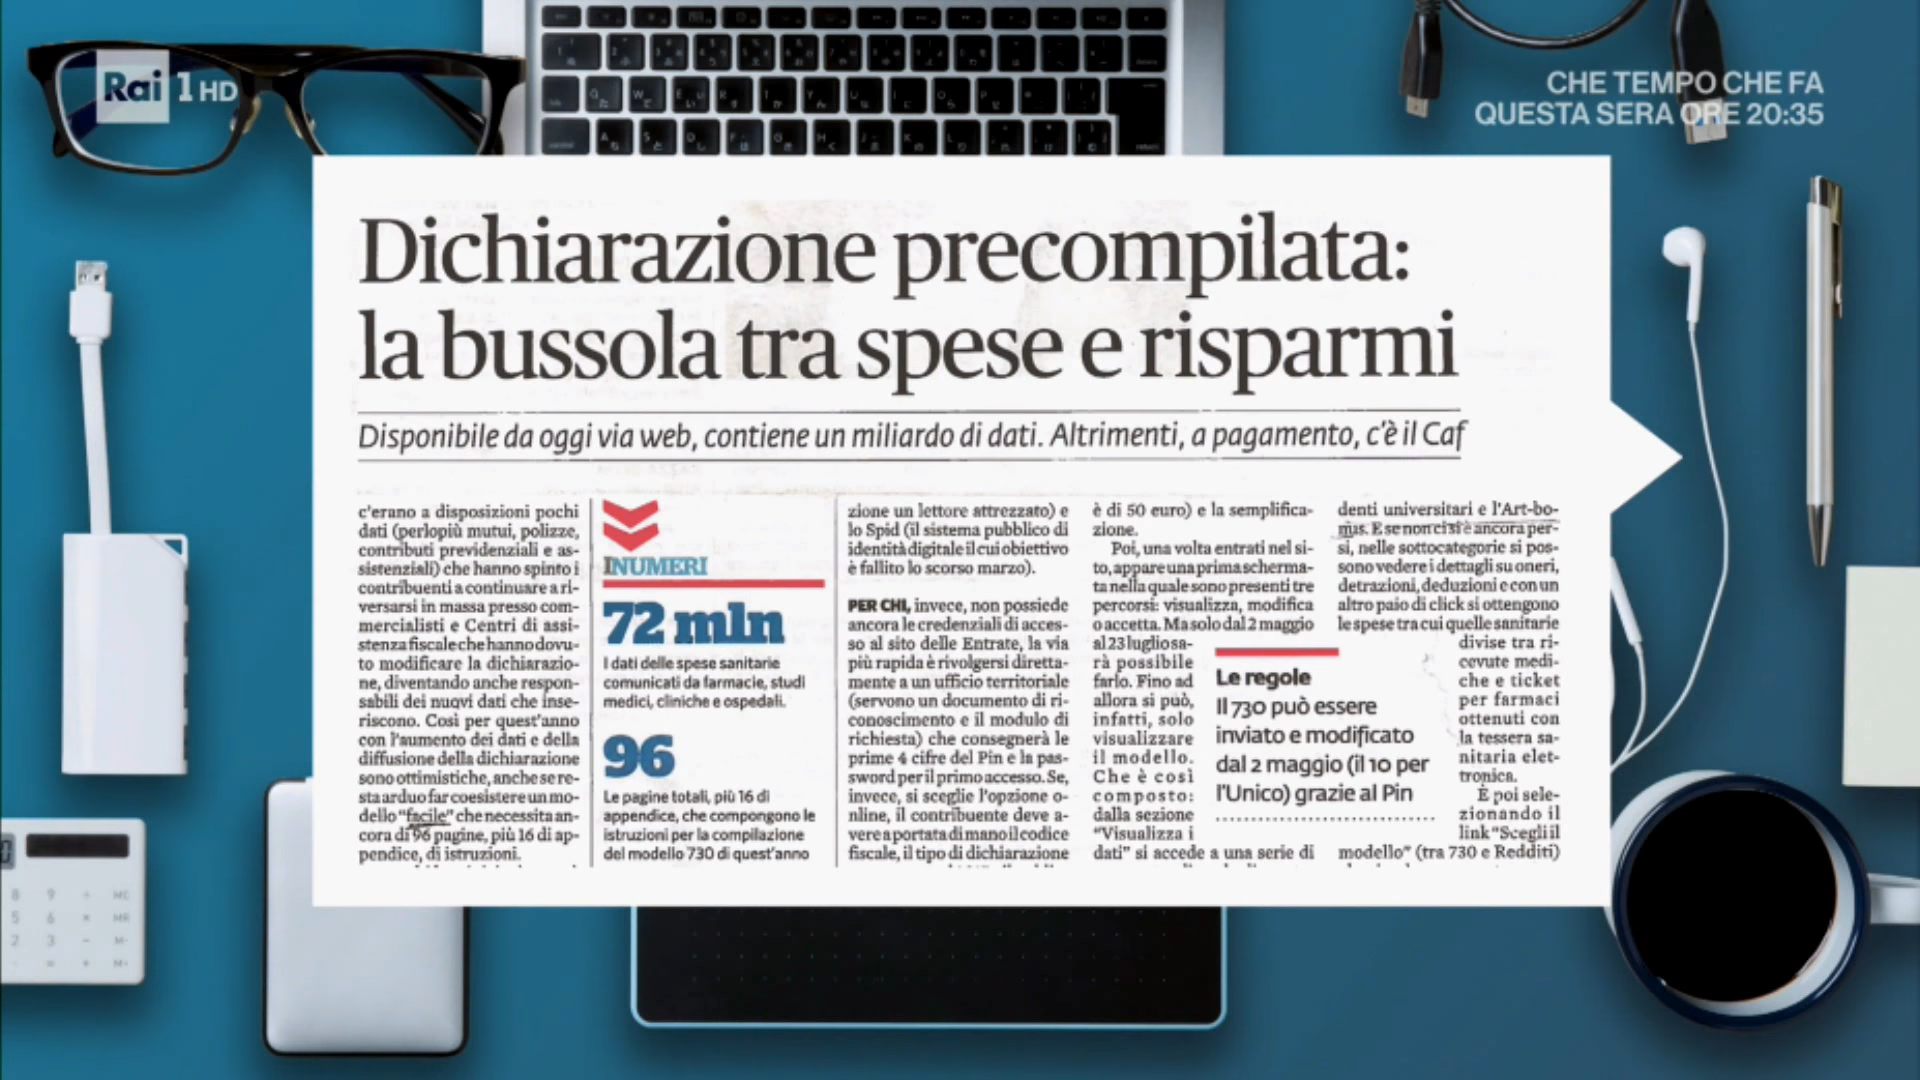 Rai 1 HD
CHE TEMPO CHE FA
QUESTA SERA ORE 20:35
Dichiarazione precompilata:
la bussola tra spese e risparmi
Disponibile da oggi via web, contiene un miliardo di dati. Altrimenti, a pagamento, c'è il Caf
c'erano a disposizioni pochi
dati (perlopiù mutui, polizze,
contributi previdenziali e as-
sistenziali) che hanno spinto i
contribuenti a continuare a ri-
versarsi in massa presso com-
mercialisti e Centri di assi-
stenza fiscale che hanno dovu-
to modificare la dichiarazio-
ne, diventando anche respon-
sabili dei nuovi dati che inse-
riscono. Così per quest'anno
con l'aumento dei dati e della
diffusione della dichiarazione
sono ottimistiche, anche se re-
sta arduo far coesistere un mo-
dello "facile" che necessita an-
cora di 96 pagine, più 16 di ap-
pendice, di istruzioni.
INUMERI
72 mln
I dati delle spese sanitarie
comunicati da farmacie, studi
medici, cliniche e ospedali.
96
Le pagine totali, più 16 di
appendice, che compongono le
istruzioni per la compilazione
del modello 730 di quest'anno
zione un lettore attrezzato) e
lo Spid (il sistema pubblico di
identità digitale il cui obiettivo
è fallito lo scorso marzo).
PER CHI, invece, non possiede
ancora le credenziali di acces-
so al sito delle Entrate, la via
più rapida è rivolgersi diretta-
mente a un ufficio territoriale
(servono un documento di ri-
conoscimento e il modulo di
richiesta) che consegnerà le
prime 4 cifre del Pin e la pas-
sword per il primo accesso. Se,
invece, si sceglie l'opzione o-
nline, il contribuente deve a-
vere a portata di mano il codice
fiscale, il tipo di dichiarazione
è di 50 euro) e la semplifica-
zione.
Poi, una volta entrati nel si-
to, appare una prima scherma-
ta nella quale sono presenti tre
percorsi: visualizza, modifica
o accetta. Ma solo dal 2 maggio
al 23 luglio sa-
rà possibile
farlo. Fino ad
allora si può,
infatti, solo
visualizzare
il modello.
Che è così
composto:
dalla sezione
"Visualizza i
dati" si accede a una serie di
Le regole
Il 730 può essere
inviato e modificato
dal 2 maggio (il 10 per
l'Unico) grazie al Pin
denti universitari e l'Art-bo-
nus. E se non ci si è ancora per-
si, nelle sottocategorie si pos-
sono vedere i dettagli su oneri,
detrazioni, deduzioni e con un
altro paio di click si ottengono
le spese tra cui quelle sanitarie
divise tra ri-
cevute medi-
che e ticket
per farmaci
ottenuti con
la tessera sa-
nitaria elet-
tronica.
È poi sele-
zionando il
link "Scegli il
modello" (tra 730 e Redditi)